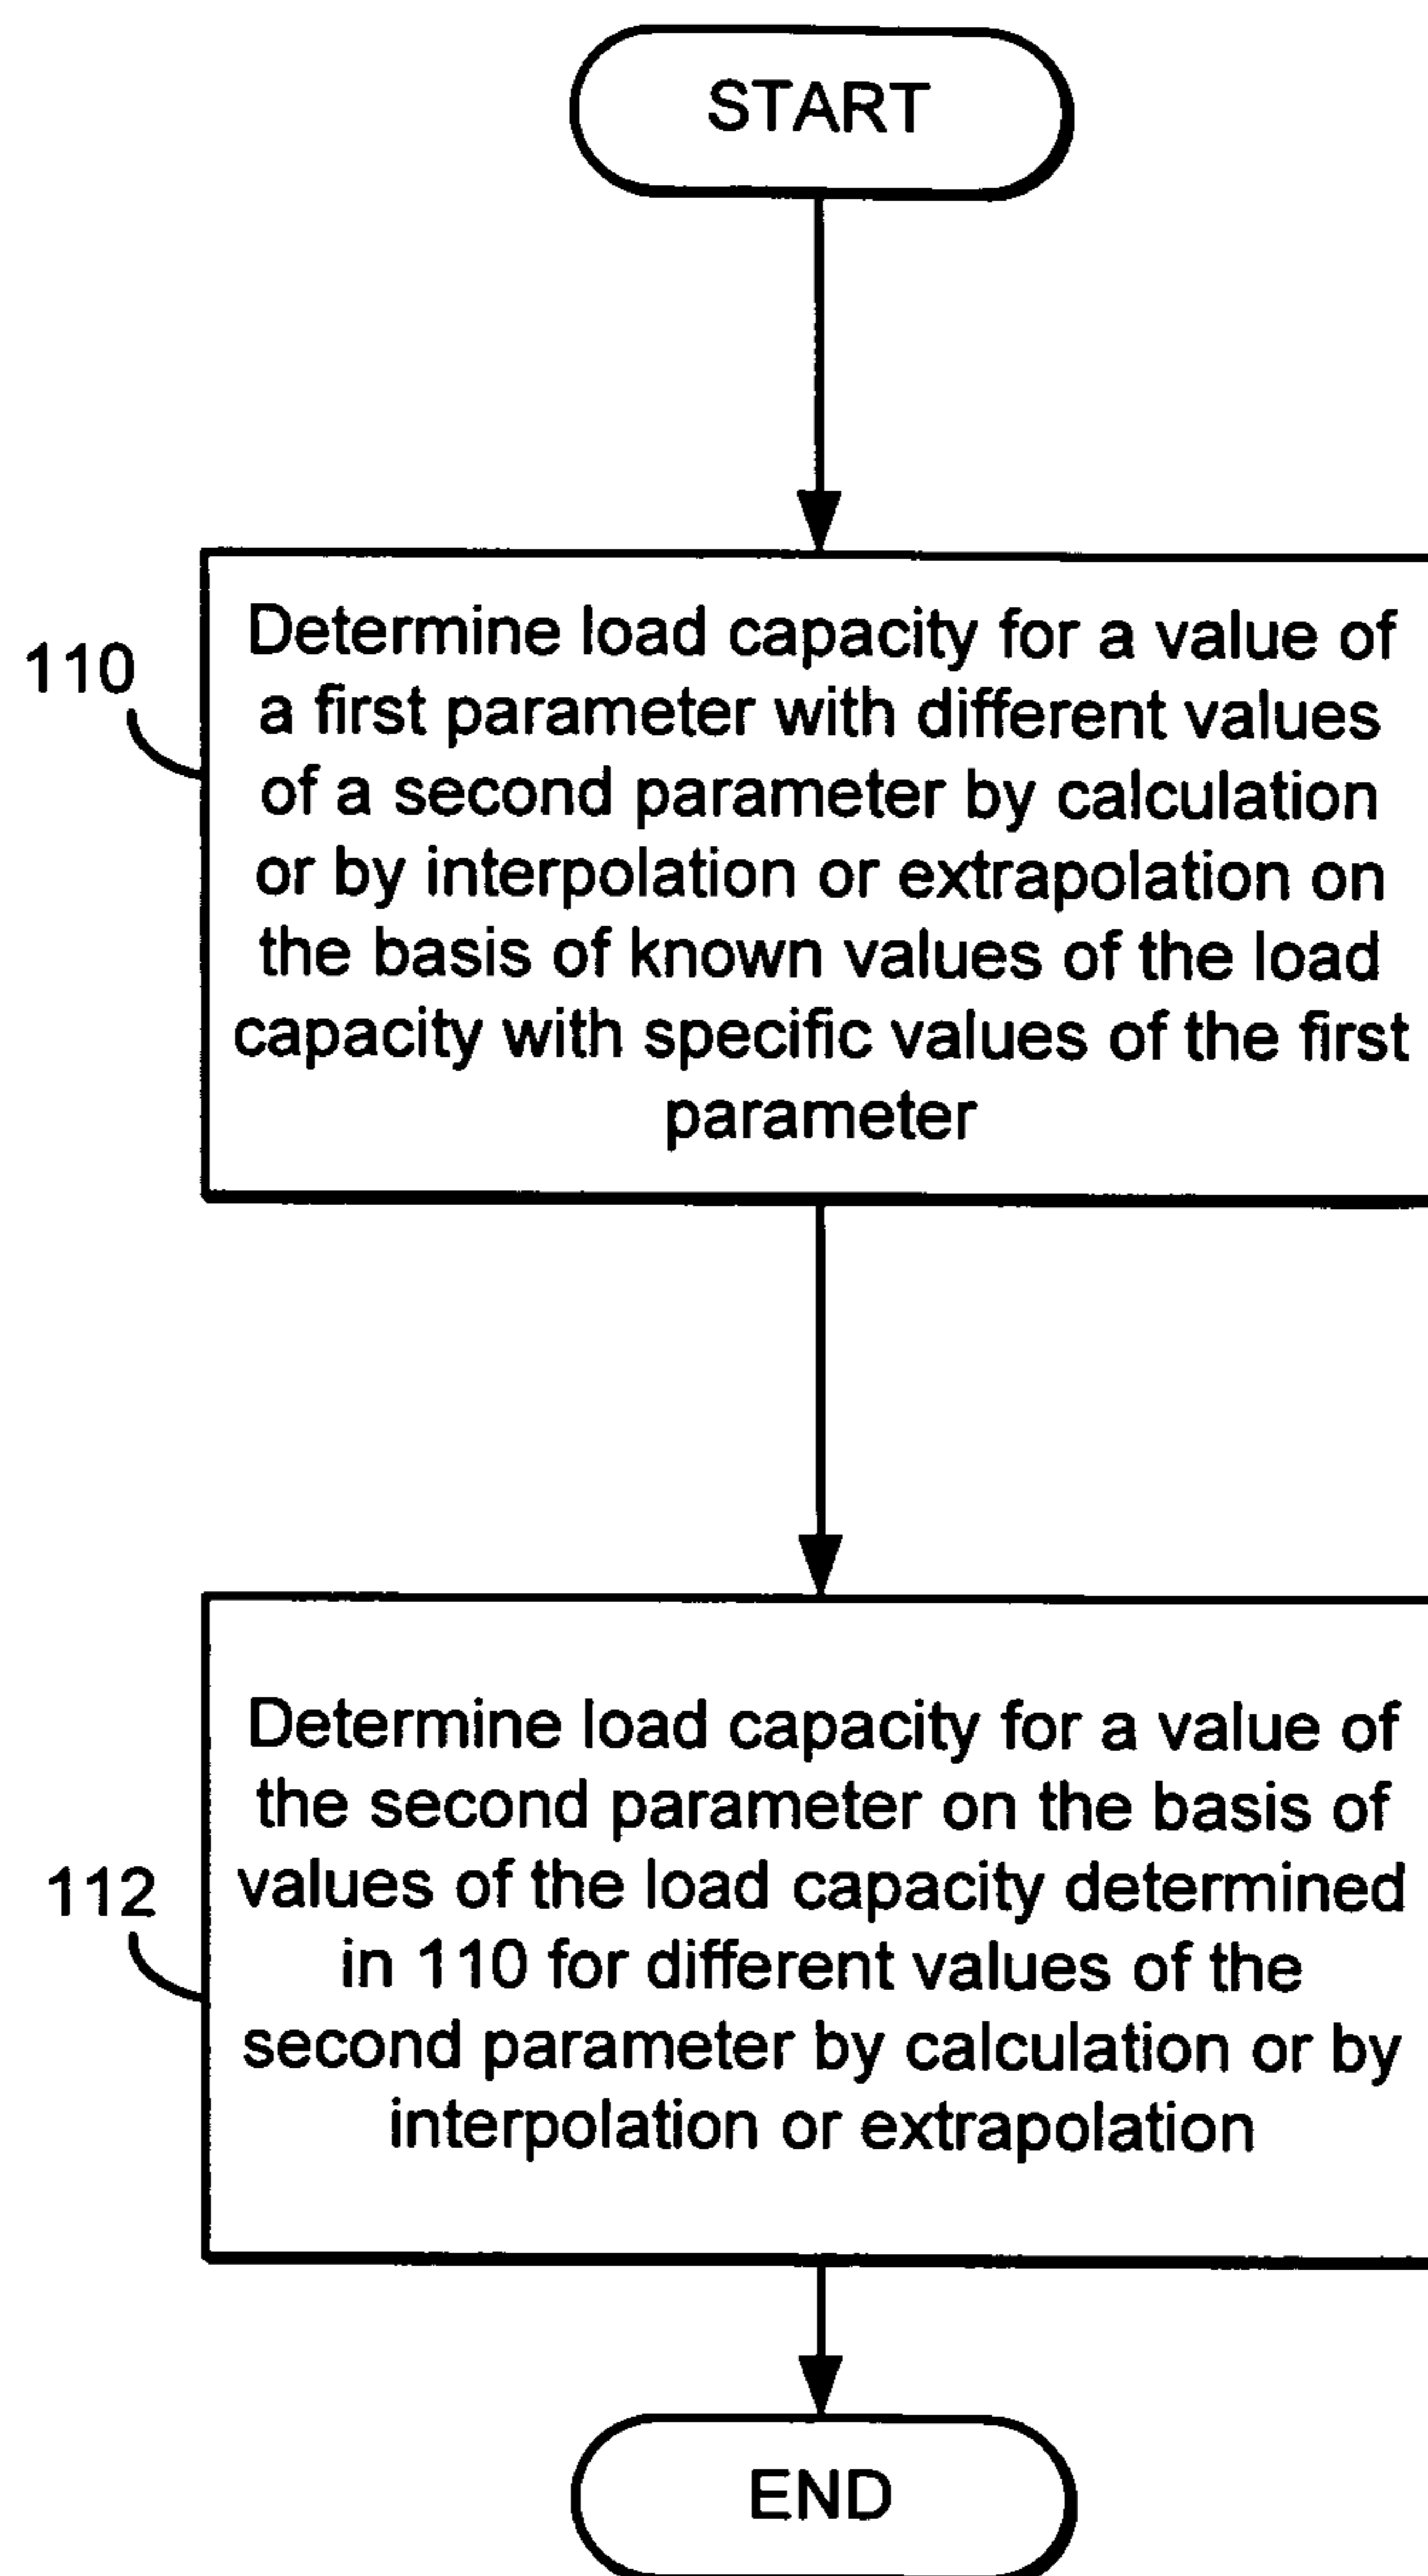 START
110
Determine load capacity for a value of
a first parameter with different values
of a second parameter by calculation
or by interpolation or extrapolation on
the basis of known values of the load
capacity with specific values of the first
parameter
112
Determine load capacity for a value of
the second parameter on the basis of
values of the load capacity determined
in 110 for different values of the
second parameter by calculation or by
interpolation or extrapolation
END